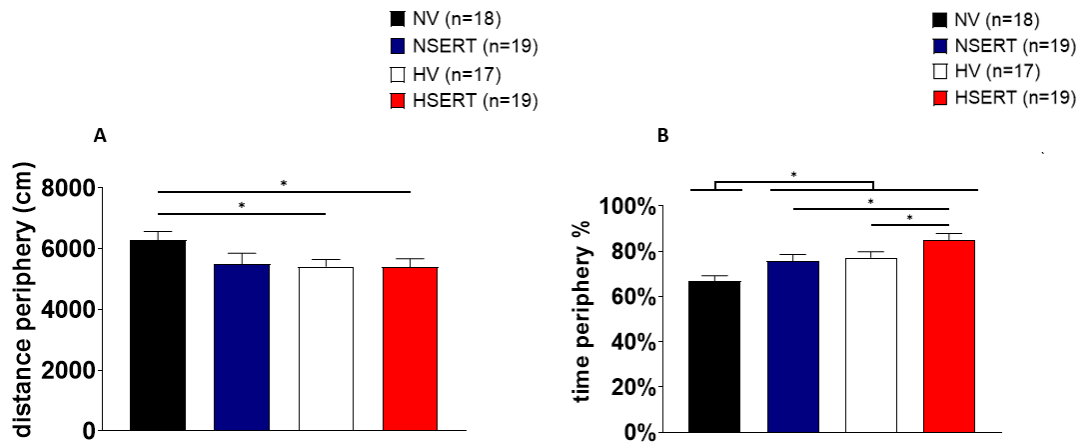 NV (n=18)
NSERT (n=19)
HV (n=17)
HSERT (n=19)
A
distance periphery (cm)
8000
6000
4000
2000
0
*
*
NV (n=18)
NSERT (n=19)
HV (n=17)
HSERT (n=19)
B
time periphery %
100%
80%
60%
40%
20%
0%
*
*
*